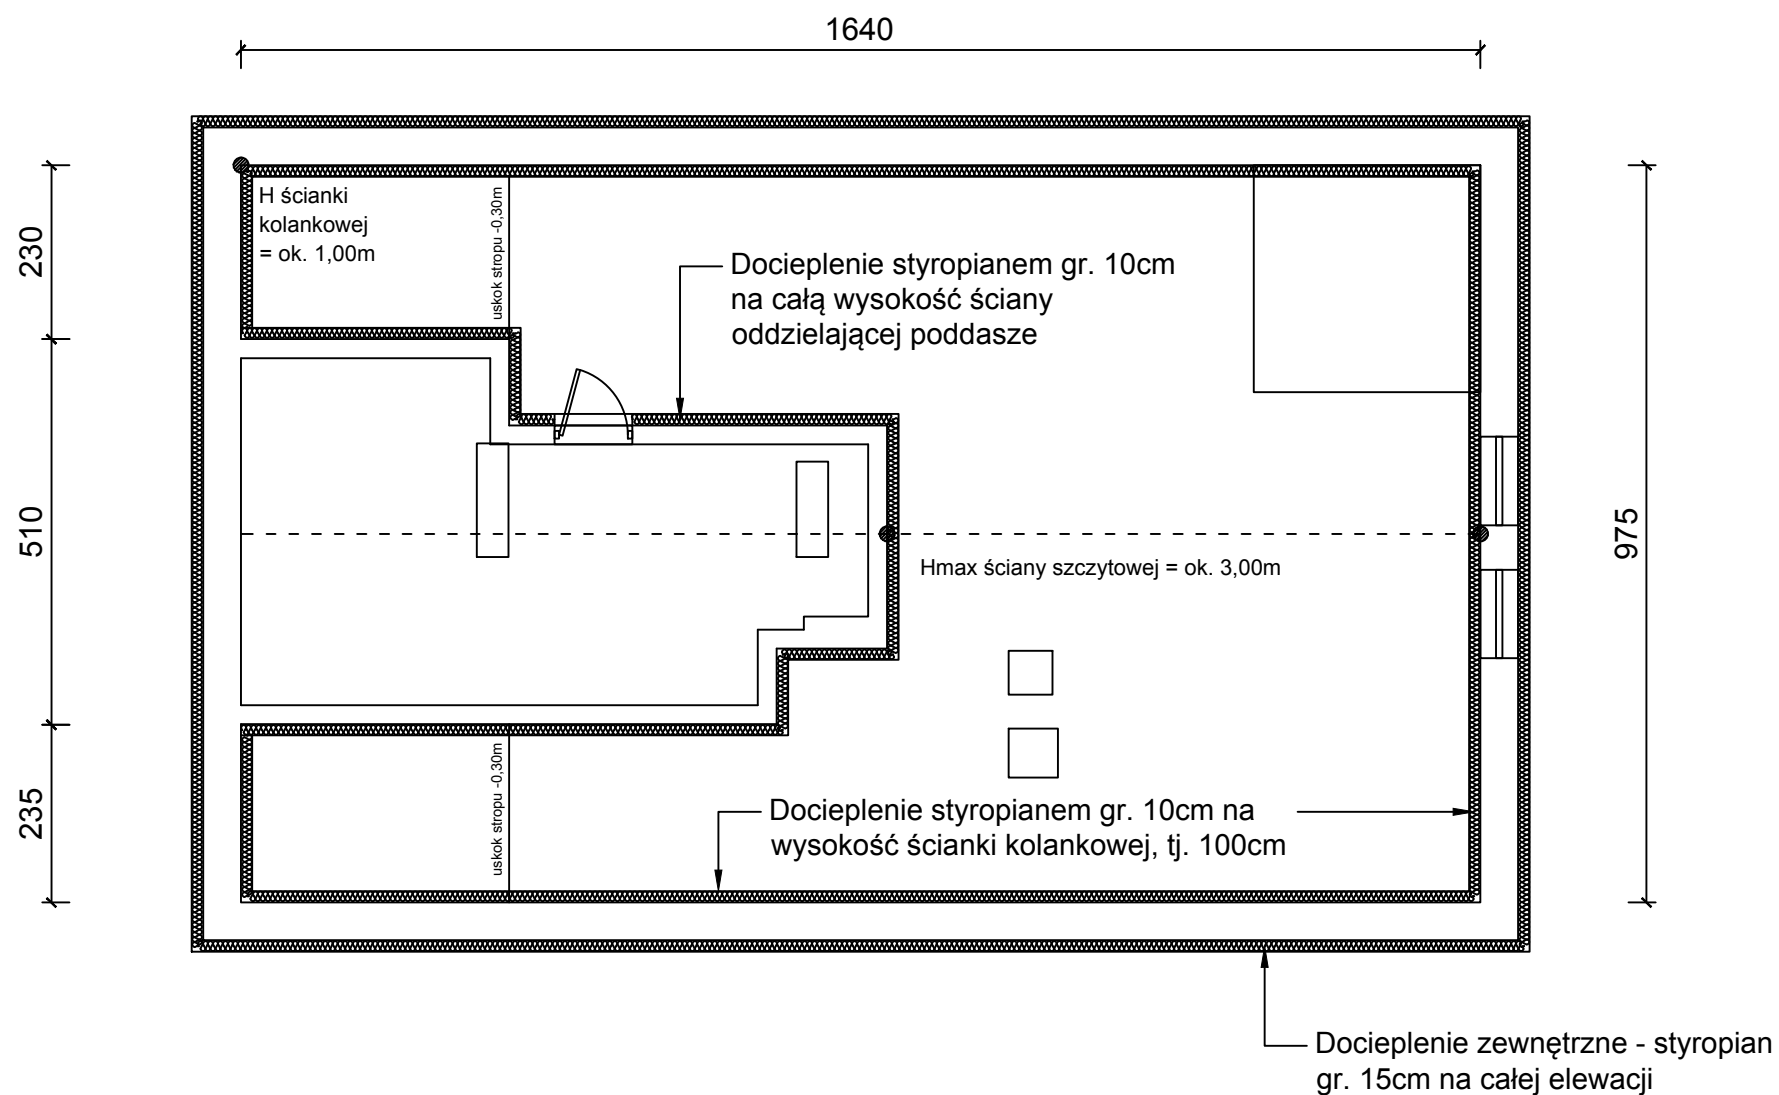 1640
H ścianki
kolankowej
= ok. 1,00m
uskok stropu -0,30m
230
Docieplenie styropianem gr. 10cm
na całą wysokość ściany
oddzielającej poddasze
510
975
Hmax ściany szczytowej = ok. 3,00m
235
uskok stropu -0,30m
Docieplenie styropianem gr. 10cm na
wysokość ścianki kolankowej, tj. 100cm
Docieplenie zewnętrzne - styropian
gr. 15cm na całej elewacji